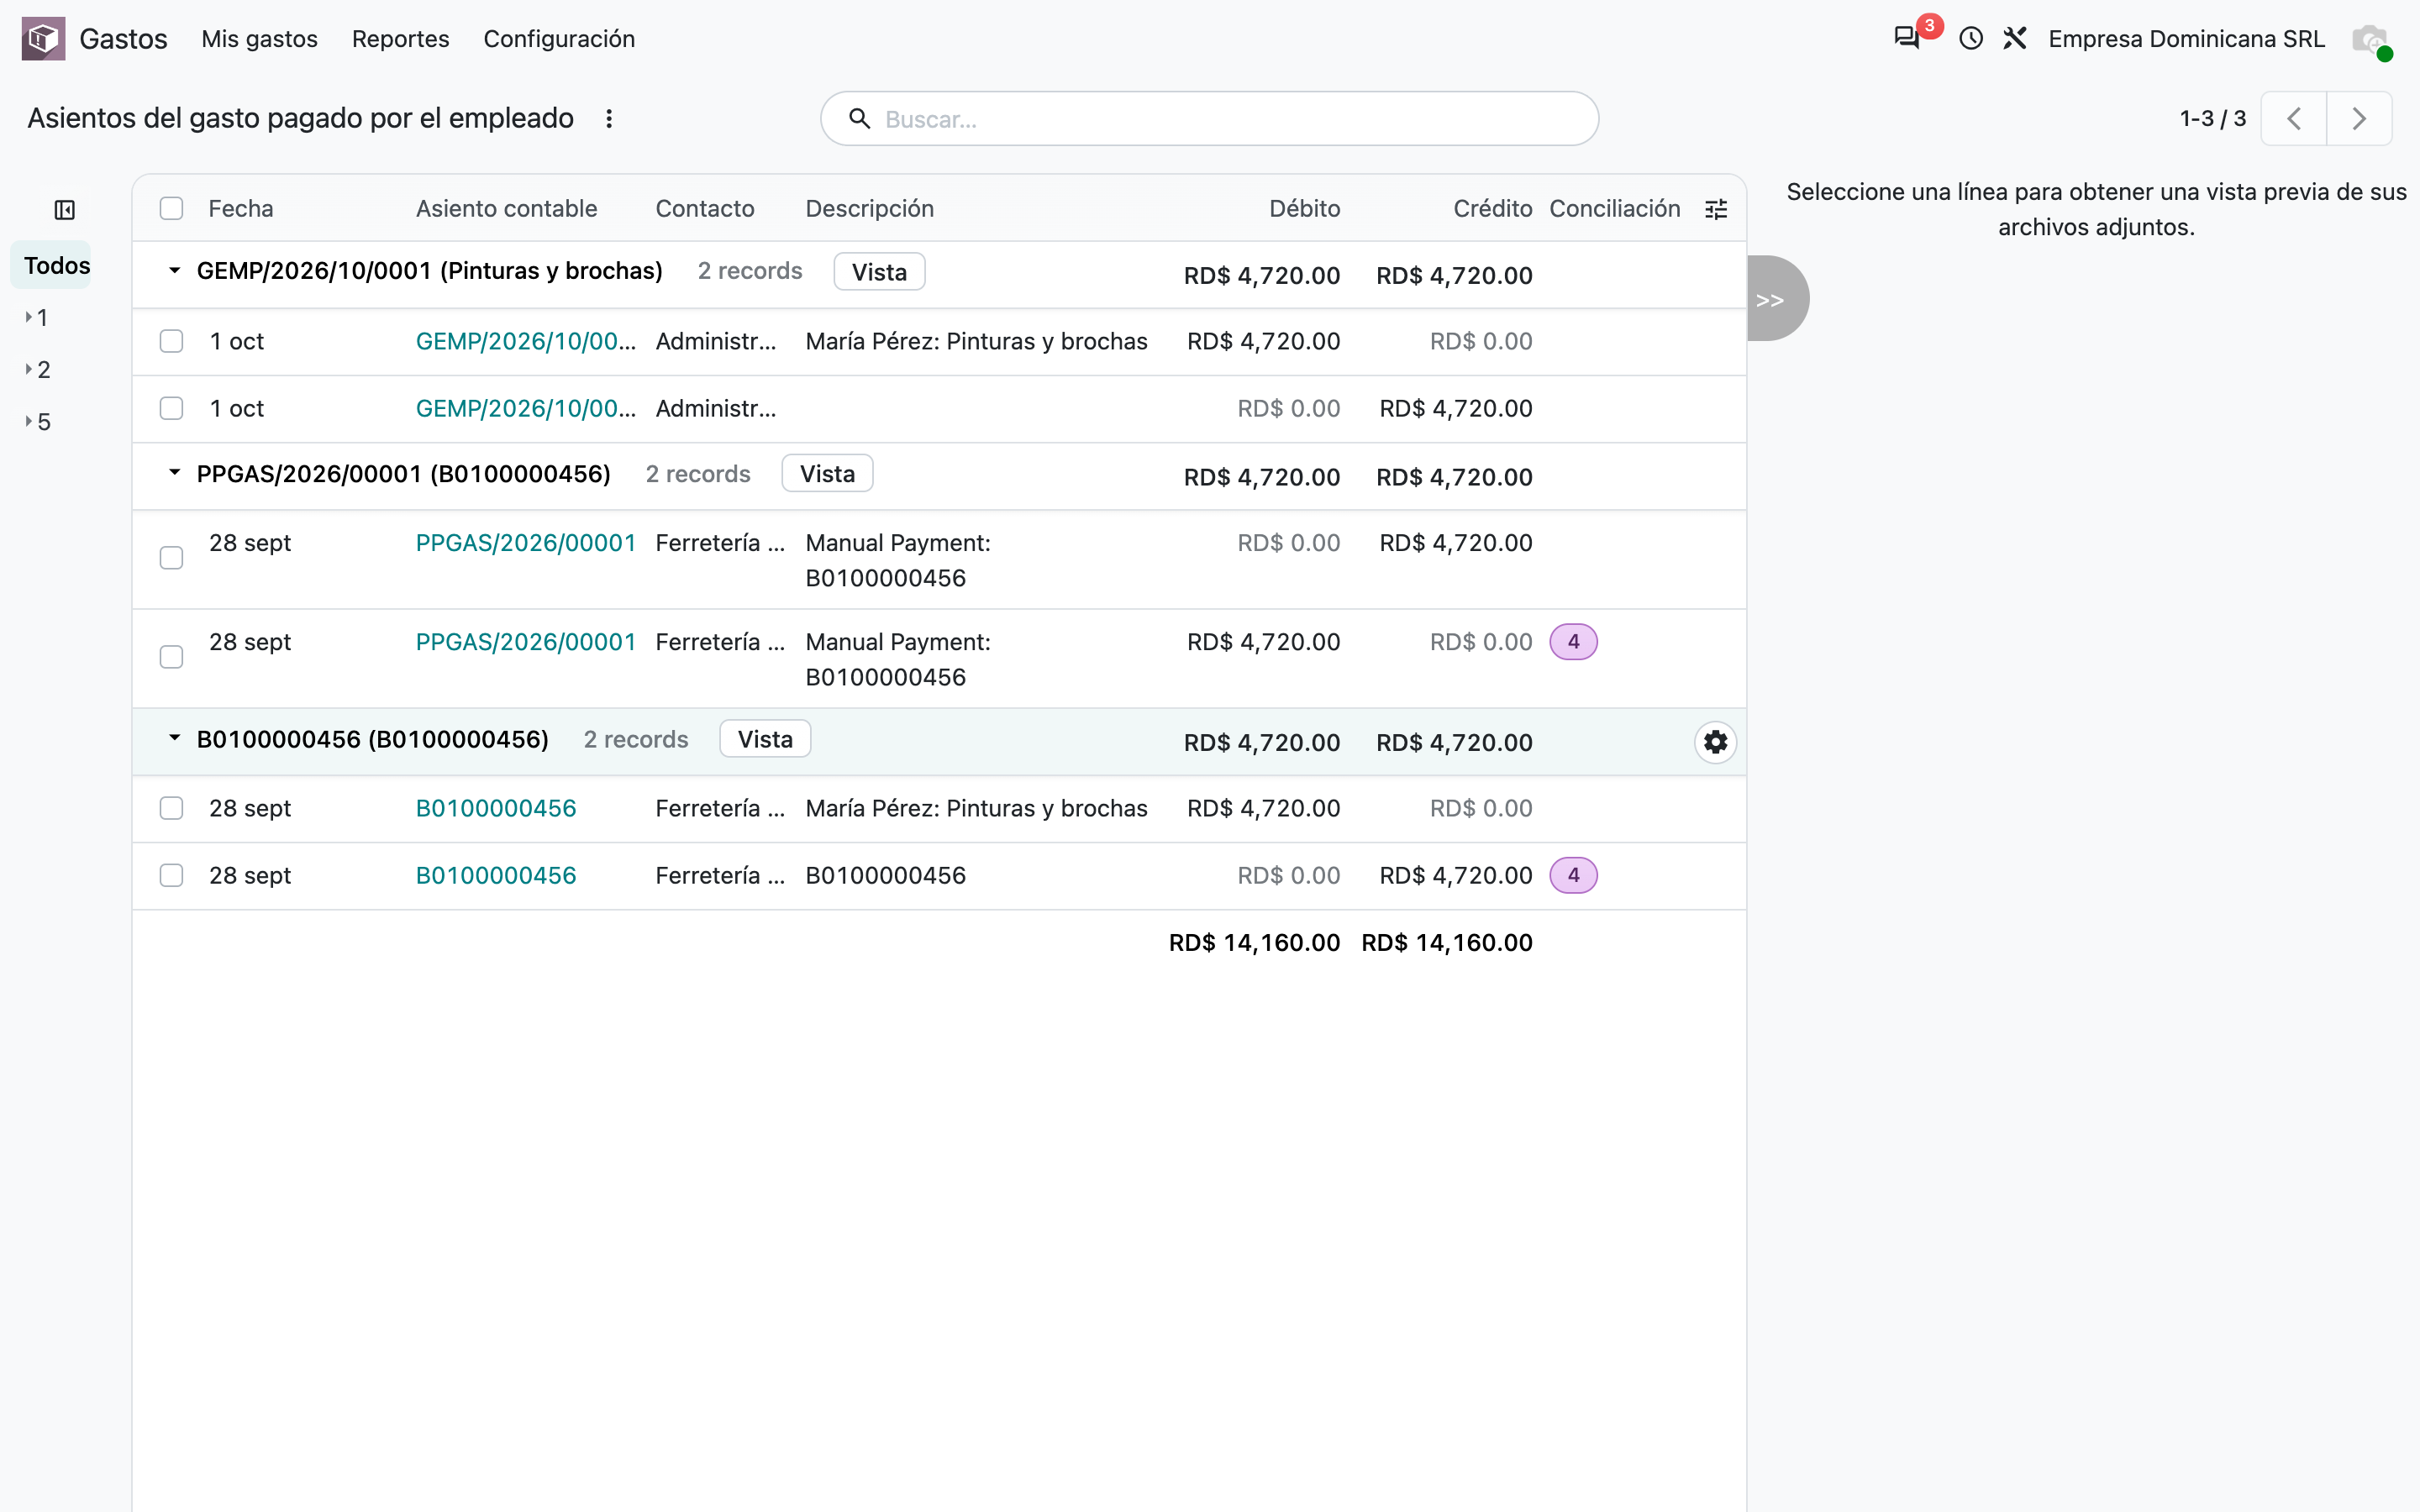 Gastos Mis gastos Reportes Configuración 3 Empresa Dominicana SRL
Asientos del gasto pagado por el empleado Buscar... 1-3 / 3
Fecha Asiento contable Contacto Descripción Débito Crédito Conciliación
Seleccione una línea para obtener una vista previa de sus
archivos adjuntos.
Todos
1
2
5
GEMP/2026/10/0001 (Pinturas y brochas) 2 records Vista RD$ 4,720.00 RD$ 4,720.00
>>
1 oct GEMP/2026/10/00... Administr... María Pérez: Pinturas y brochas RD$ 4,720.00 RD$ 0.00
1 oct GEMP/2026/10/00... Administr... RD$ 0.00 RD$ 4,720.00
PPGAS/2026/00001 (B0100000456) 2 records Vista RD$ 4,720.00 RD$ 4,720.00
28 sept PPGAS/2026/00001 Ferretería ... Manual Payment: RD$ 0.00 RD$ 4,720.00
B0100000456
28 sept PPGAS/2026/00001 Ferretería ... Manual Payment: RD$ 4,720.00 RD$ 0.00 4
B0100000456
B0100000456 (B0100000456) 2 records Vista RD$ 4,720.00 RD$ 4,720.00
28 sept B0100000456 Ferretería ... María Pérez: Pinturas y brochas RD$ 4,720.00 RD$ 0.00
28 sept B0100000456 Ferretería ... B0100000456 RD$ 0.00 RD$ 4,720.00 4
RD$ 14,160.00 RD$ 14,160.00